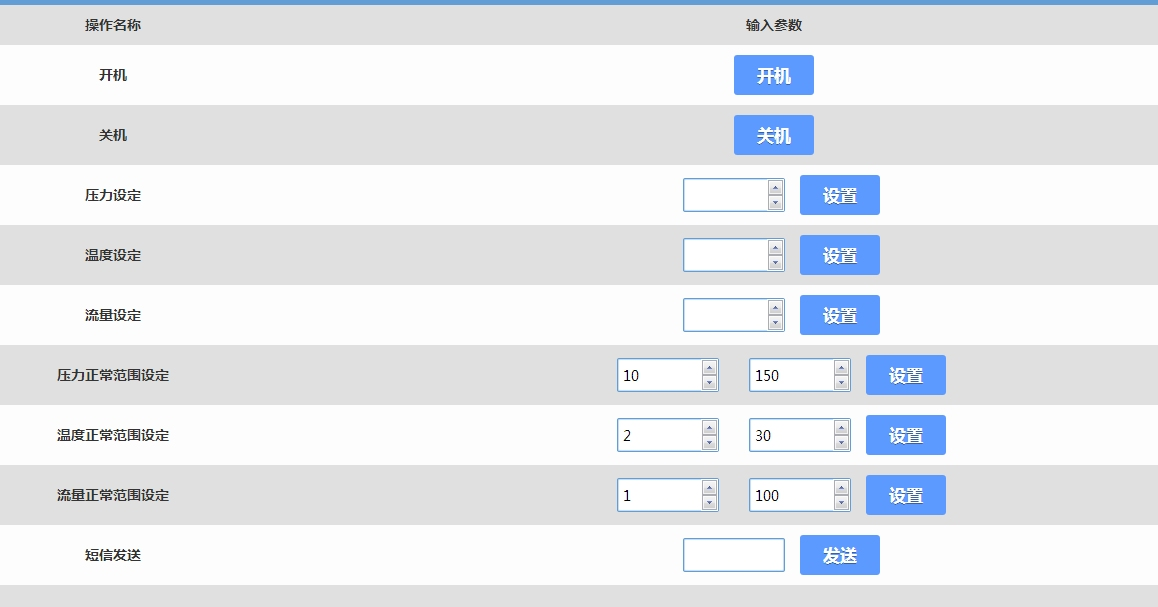 操作名称 输入参数
开机 开机
关机 关机
压力设定 设置
温度设定 设置
流量设定 设置
压力正常范围设定 10 150 设置
温度正常范围设定 2 30 设置
流量正常范围设定 1 100 设置
短信发送 发送